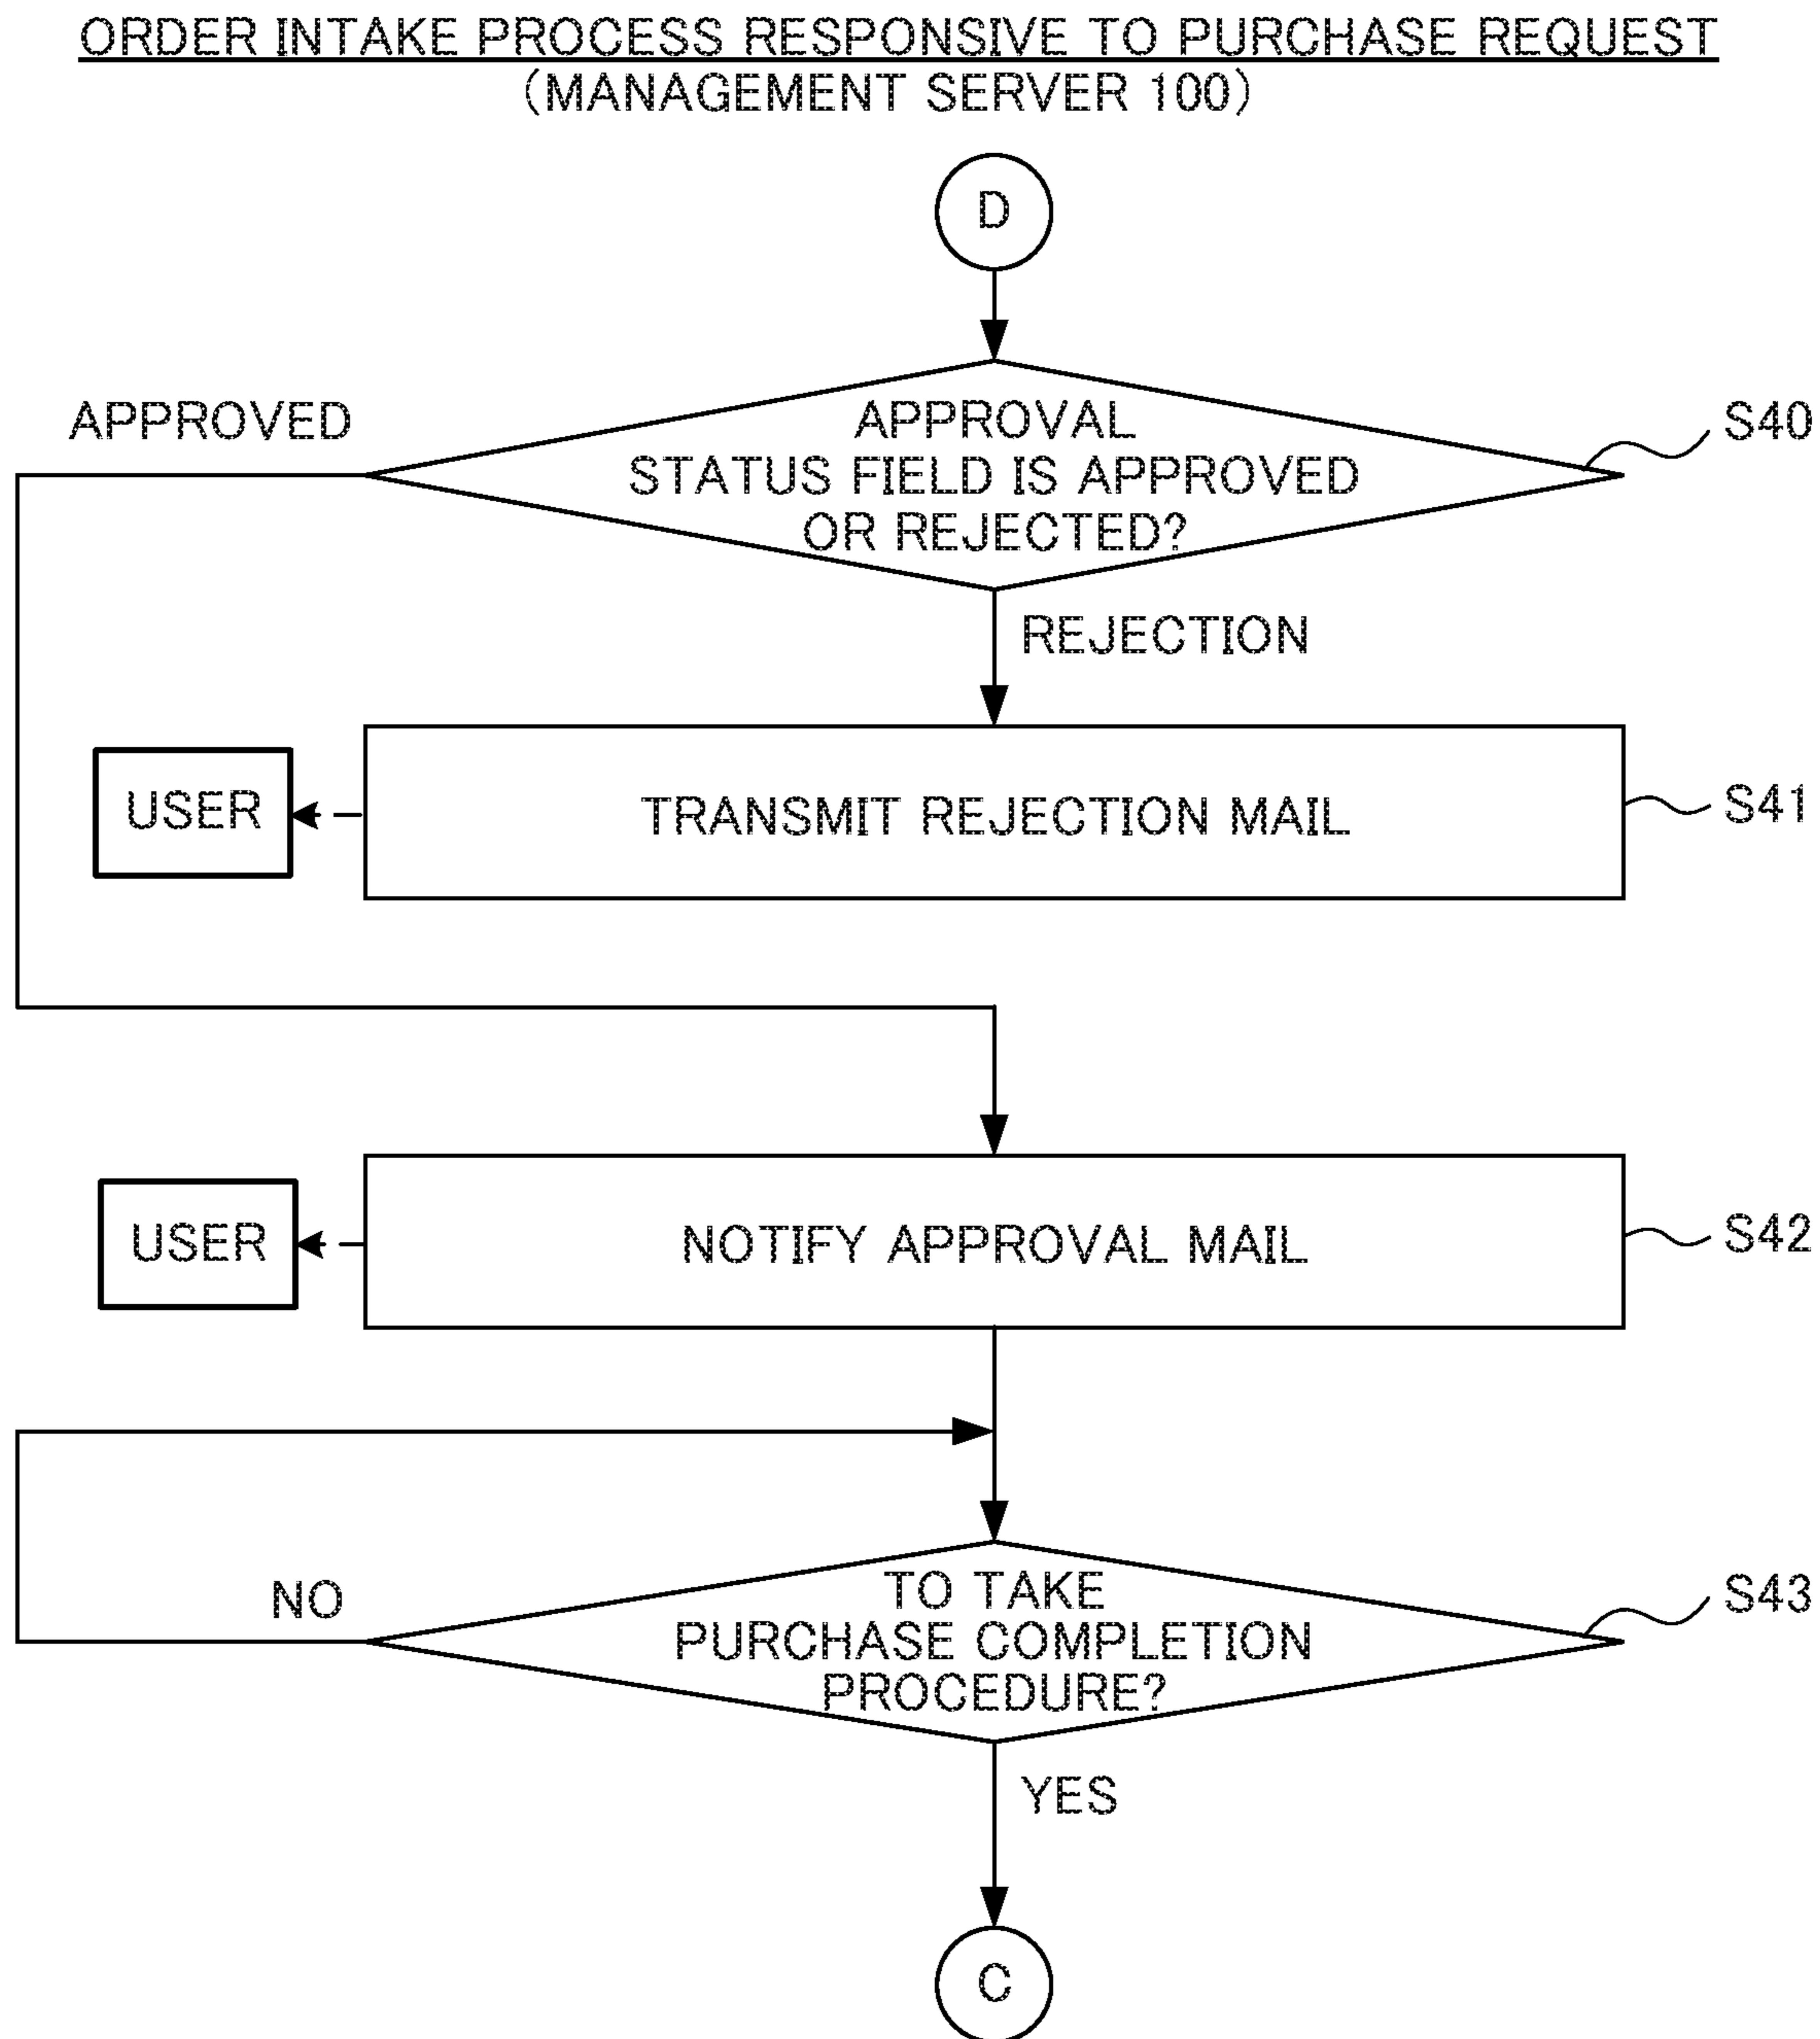 ORDER INTAKE PROCESS RESPONSIVE TO PURCHASE REQUEST
(MANAGEMENT SERVER 100)
D
APPROVED
APPROVAL
STATUS FIELD IS APPROVED
OR REJECTED?
S40
REJECTION
USER
TRANSMIT REJECTION MAIL
S41
USER
NOTIFY APPROVAL MAIL
S42
NO
TO TAKE
PURCHASE COMPLETION
PROCEDURE?
S43
YES
C